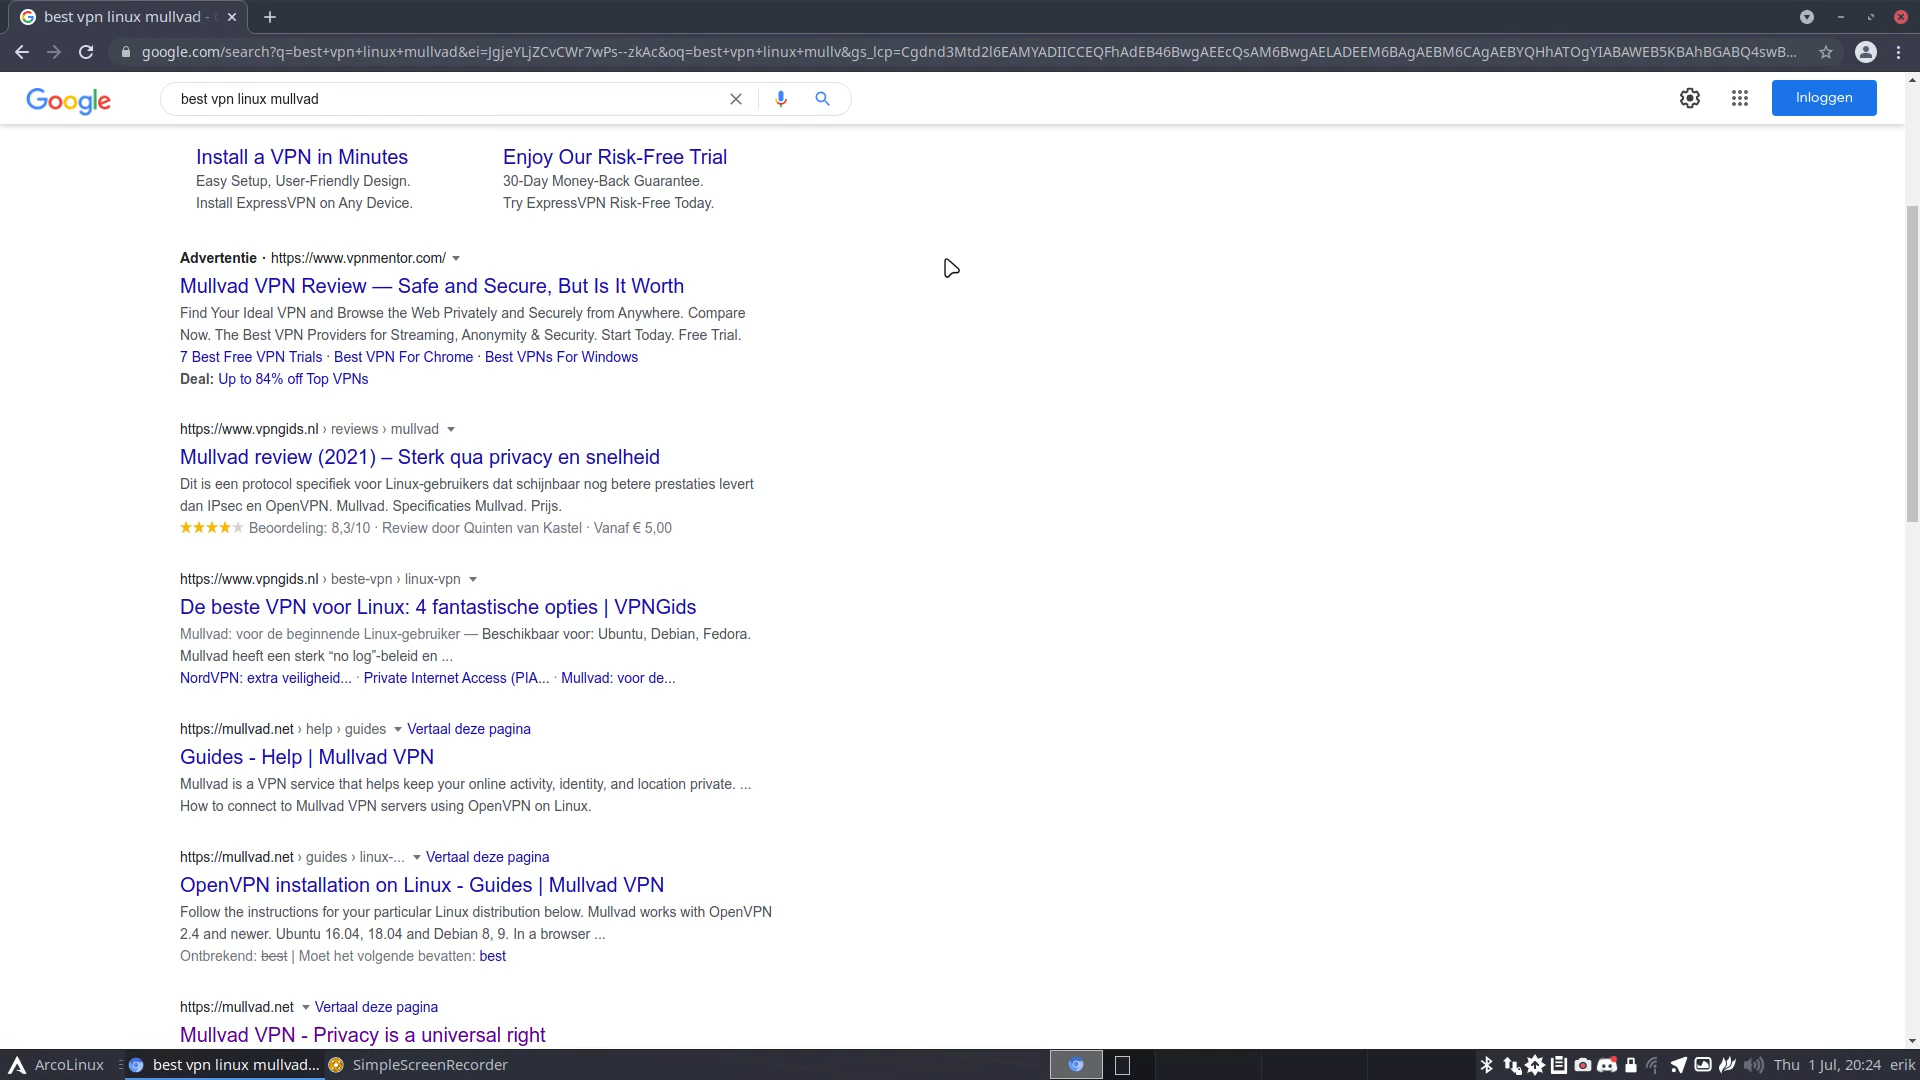 best vpn linux mullvad -
google.com/search?q=best+vpn+linux+mullvad&ei=JgjeYLjZCvCWr7wPs--zkAc&oq=best+vpn+linux+mullv&gs_lcp=Cgdnd3Mtd2l6EAMYADIICCEQFhAdEB46BwgAEEcQsAM6BwgAELADEEM6BAgAEBM6CAgAEBYQHhATOgYIABAWEB5KBAhBGABQ4swB...
Google
best vpn linux mullvad
Inloggen
Install a VPN in Minutes
Easy Setup, User-Friendly Design.
Install ExpressVPN on Any Device.
Enjoy Our Risk-Free Trial
30-Day Money-Back Guarantee.
Try ExpressVPN Risk-Free Today.
Advertentie · https://www.vpnmentor.com/
Mullvad VPN Review — Safe and Secure, But Is It Worth
Find Your Ideal VPN and Browse the Web Privately and Securely from Anywhere. Compare
Now. The Best VPN Providers for Streaming, Anonymity & Security. Start Today. Free Trial.
7 Best Free VPN Trials · Best VPN For Chrome · Best VPNs For Windows
Deal: Up to 84% off Top VPNs
https://www.vpngids.nl › reviews › mullvad
Mullvad review (2021) – Sterk qua privacy en snelheid
Dit is een protocol specifiek voor Linux-gebruikers dat schijnbaar nog betere prestaties levert
dan IPsec en OpenVPN. Mullvad. Specificaties Mullvad. Prijs.
Beoordeling: 8,3/10 · Review door Quinten van Kastel · Vanaf € 5,00
https://www.vpngids.nl › beste-vpn › linux-vpn
De beste VPN voor Linux: 4 fantastische opties | VPNGids
Mullvad: voor de beginnende Linux-gebruiker — Beschikbaar voor: Ubuntu, Debian, Fedora.
Mullvad heeft een sterk “no log”-beleid en ...
NordVPN: extra veiligheid... · Private Internet Access (PIA... · Mullvad: voor de...
https://mullvad.net › help › guides Vertaal deze pagina
Guides - Help | Mullvad VPN
Mullvad is a VPN service that helps keep your online activity, identity, and location private. ...
How to connect to Mullvad VPN servers using OpenVPN on Linux.
https://mullvad.net › guides › linux-... Vertaal deze pagina
OpenVPN installation on Linux - Guides | Mullvad VPN
Follow the instructions for your particular Linux distribution below. Mullvad works with OpenVPN
2.4 and newer. Ubuntu 16.04, 18.04 and Debian 8, 9. In a browser ...
Ontbrekend: best | Moet het volgende bevatten: best
https://mullvad.net Vertaal deze pagina
Mullvad VPN - Privacy is a universal right
ArcoLinux best vpn linux mullvad... SimpleScreenRecorder Thu 1 Jul, 20:24 erik